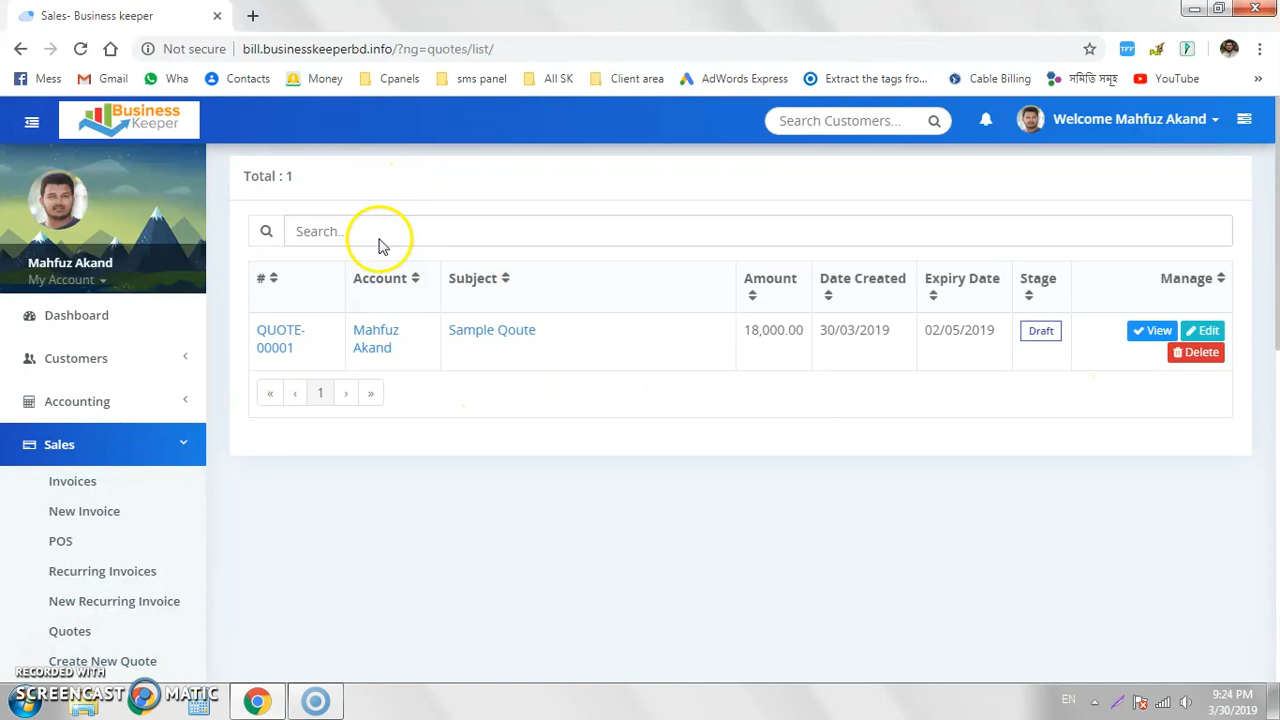 Sales- Business keeper
Not secure bill.businesskeeperbd.info/?ng=quotes/list/
TFF
Mess Gmail Wha Contacts Money Cpanels sms panel All SK Client area AdWords Express Extract the tags fro... Cable Billing সমিতি সমূহ YouTube »
Business Keeper
Search Customers...
Welcome Mahfuz Akand
Mahfuz Akand
My Account
Dashboard
Customers
Accounting
Sales
Invoices
New Invoice
POS
Recurring Invoices
New Recurring Invoice
Quotes
Create New Quote
Total : 1
Search...
# Account Subject Amount Date Created Expiry Date Stage Manage
QUOTE-00001 Mahfuz Akand Sample Qoute 18,000.00 30/03/2019 02/05/2019 Draft View Edit Delete
« ‹ 1 › »
RECORDED WITH
SCREENCAST MATIC
EN
9:24 PM
3/30/2019